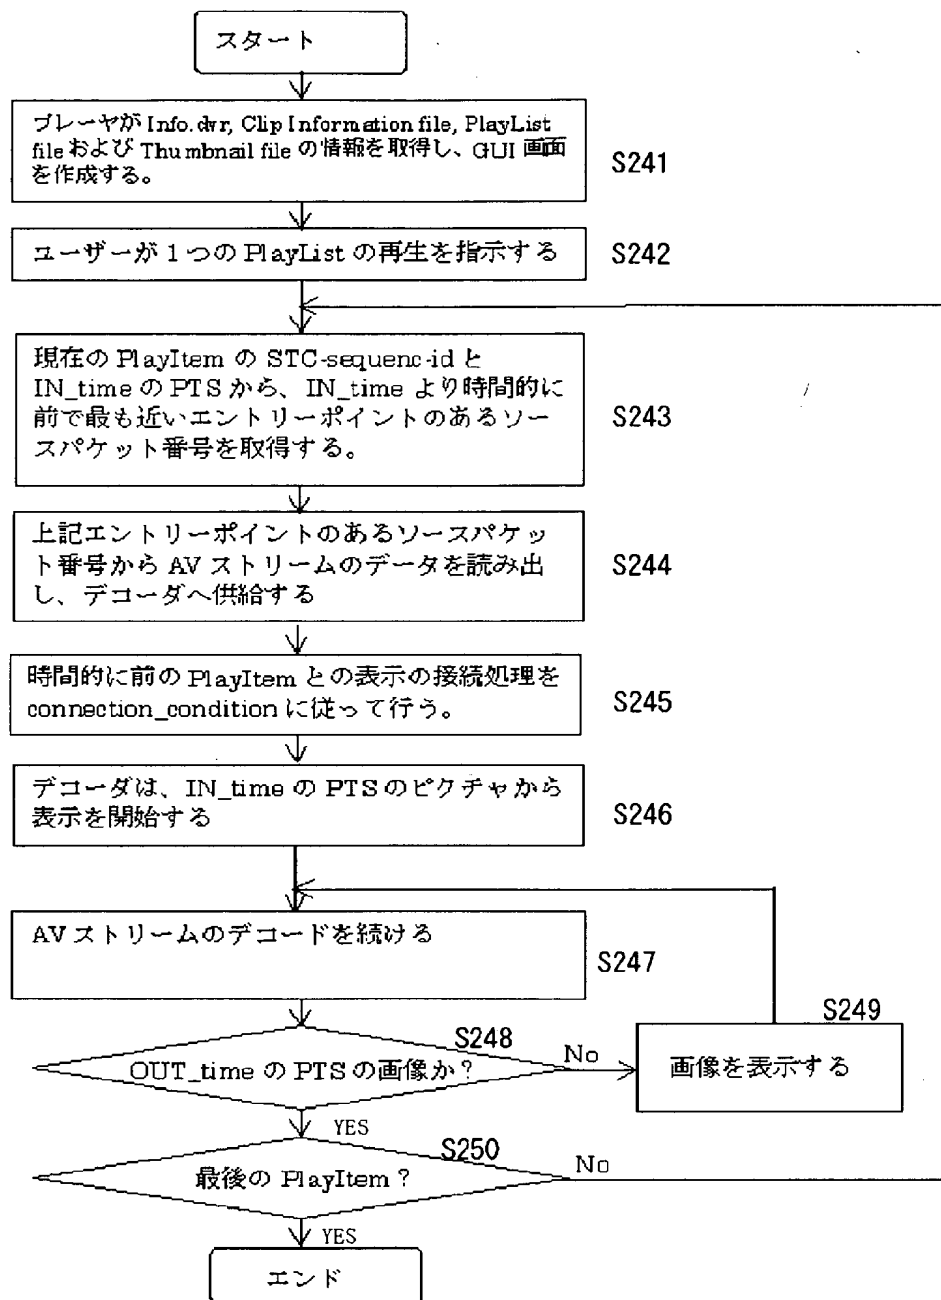 スタート
プレーヤが Info.dvr, Clip Information file, PlayList
file および Thumbnail file の情報を取得し、GUI 画面
を作成する。
S241
ユーザーが 1 つの PlayList の再生を指示する
S242
現在の PlayItem の STC-sequenc-id と
IN_time の PTS から、IN_time より時間的に
前で最も近いエントリーポイントのあるソー
スパケット番号を取得する。
S243
上記エントリーポイントのあるソースパケッ
ト番号から AV ストリームのデータを読み出
し、デコーダへ供給する
S244
時間的に前の PlayItem との表示の接続処理を
connection_condition に従って行う。
S245
デコーダは、IN_time の PTS のピクチャから
表示を開始する
S246
AV ストリームのデコードを続ける
S247
S248
OUT_time の PTS の画像か？
No
S249
画像を表示する
YES
S250
最後の PlayItem？
No
YES
エンド